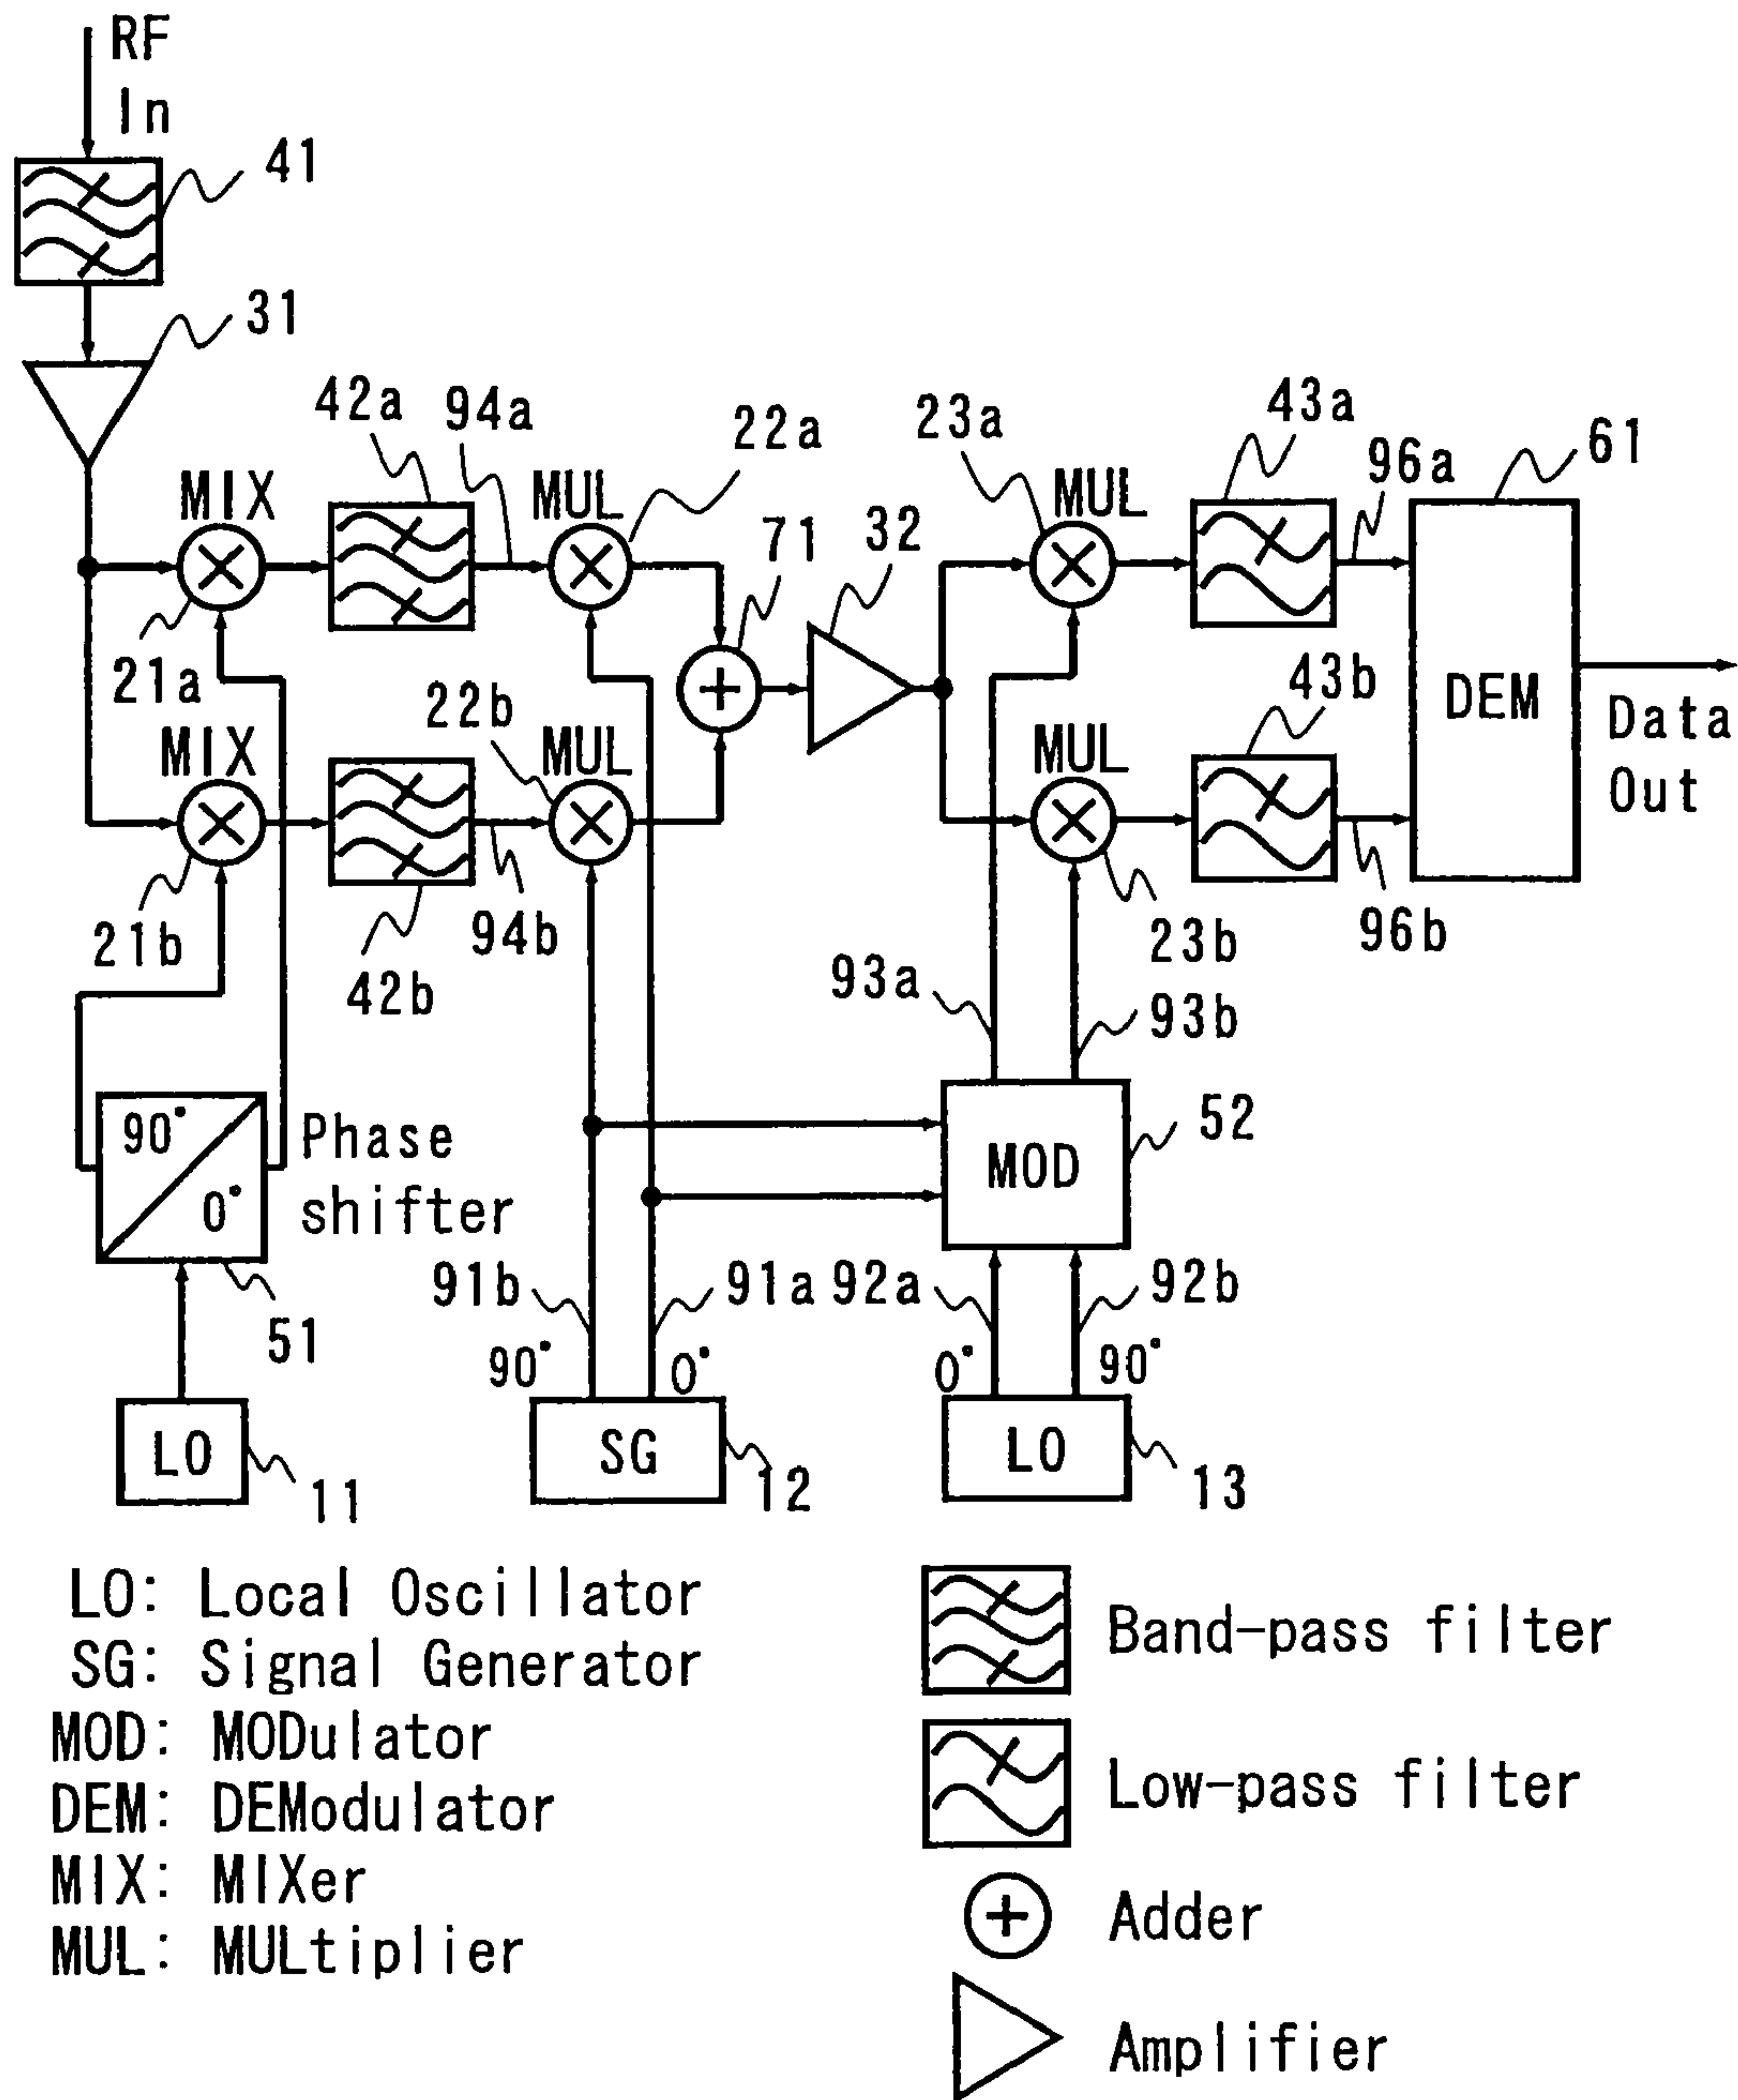 RF
In
41
31
42a
94a
22a
23a
43a
96a
61
MIX
MUL
71
32
MUL
21a
22b
43b
MIX
MUL
MUL
DEM
Data
Out
21b
42b
94b
93a
23b
93b
96b
90°
0°
Phase
shifter
MOD
52
51
91b
91a
92a
92b
90°
0°
0°
90°
LO
11
SG
12
LO
13
LO: Local Oscillator
SG: Signal Generator
MOD: MODulator
DEM: DEModulator
MIX: MIXer
MUL: MULtiplier
Band-pass filter
Low-pass filter
Adder
Amplifier